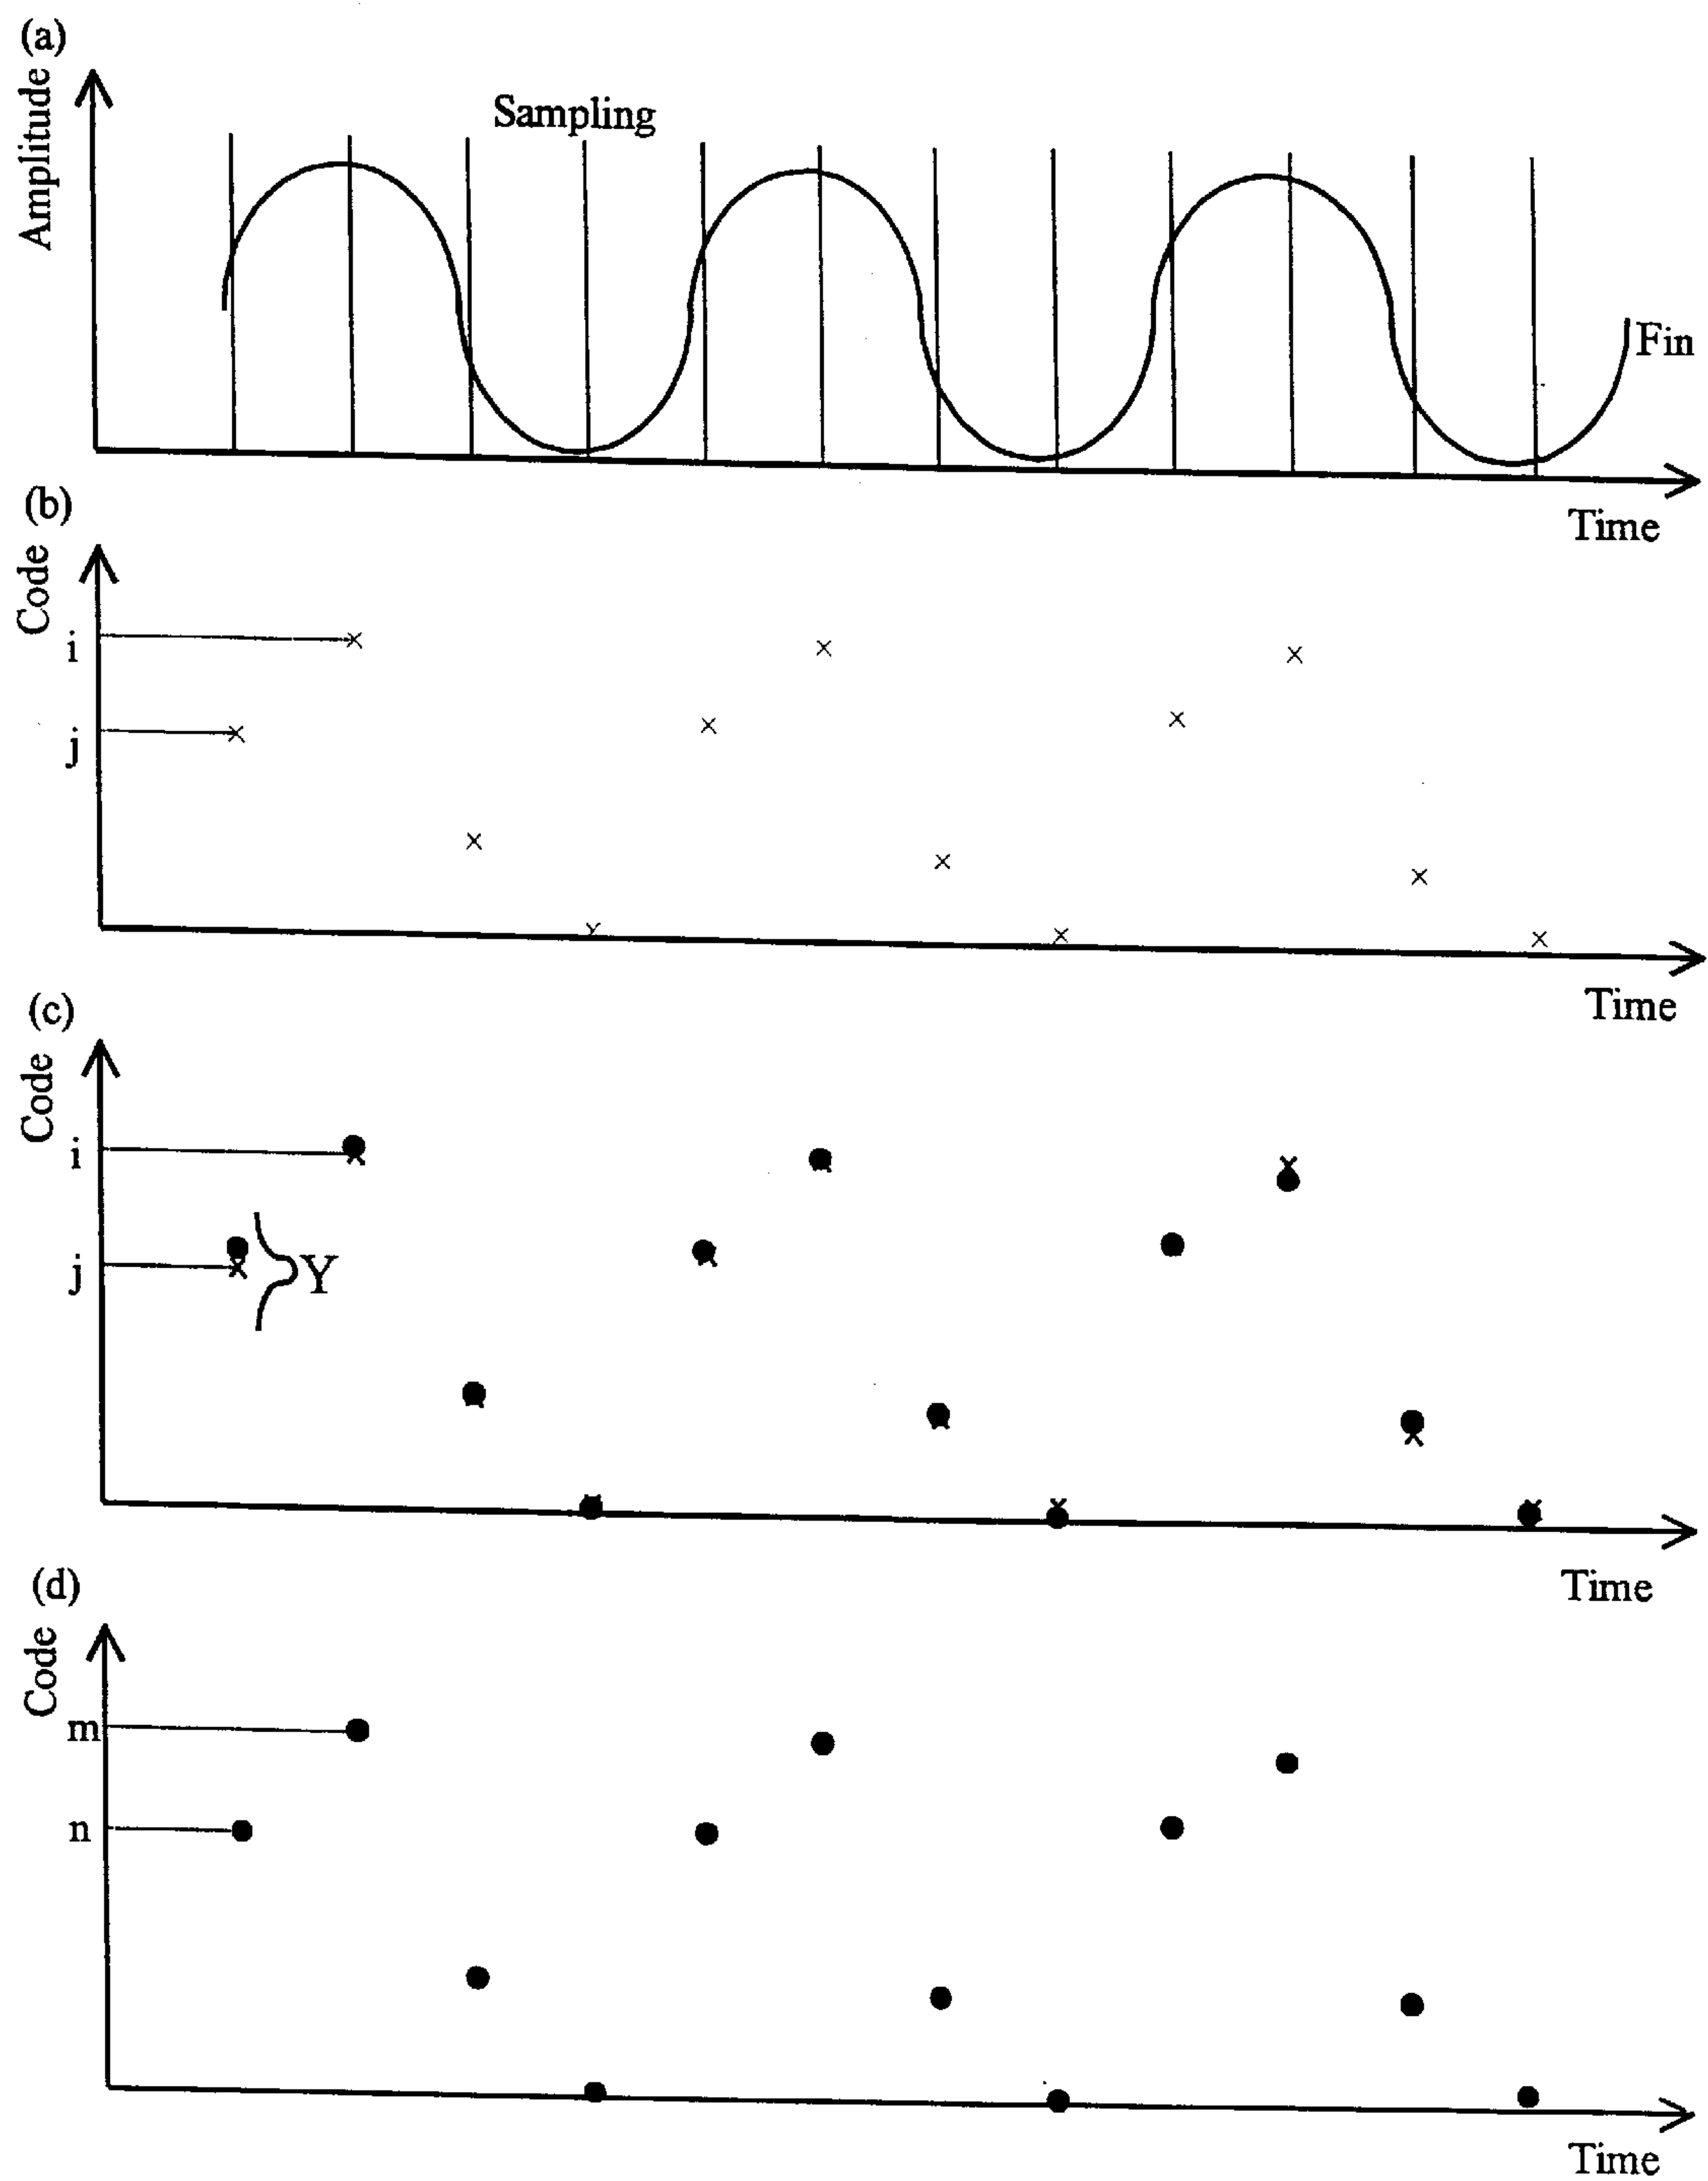 (a)
Amplitude
Sampling
Fin
Time
(b)
Code
i
j
Time
(c)
Code
i
j
Y
Time
(d)
Code
m
n
Time